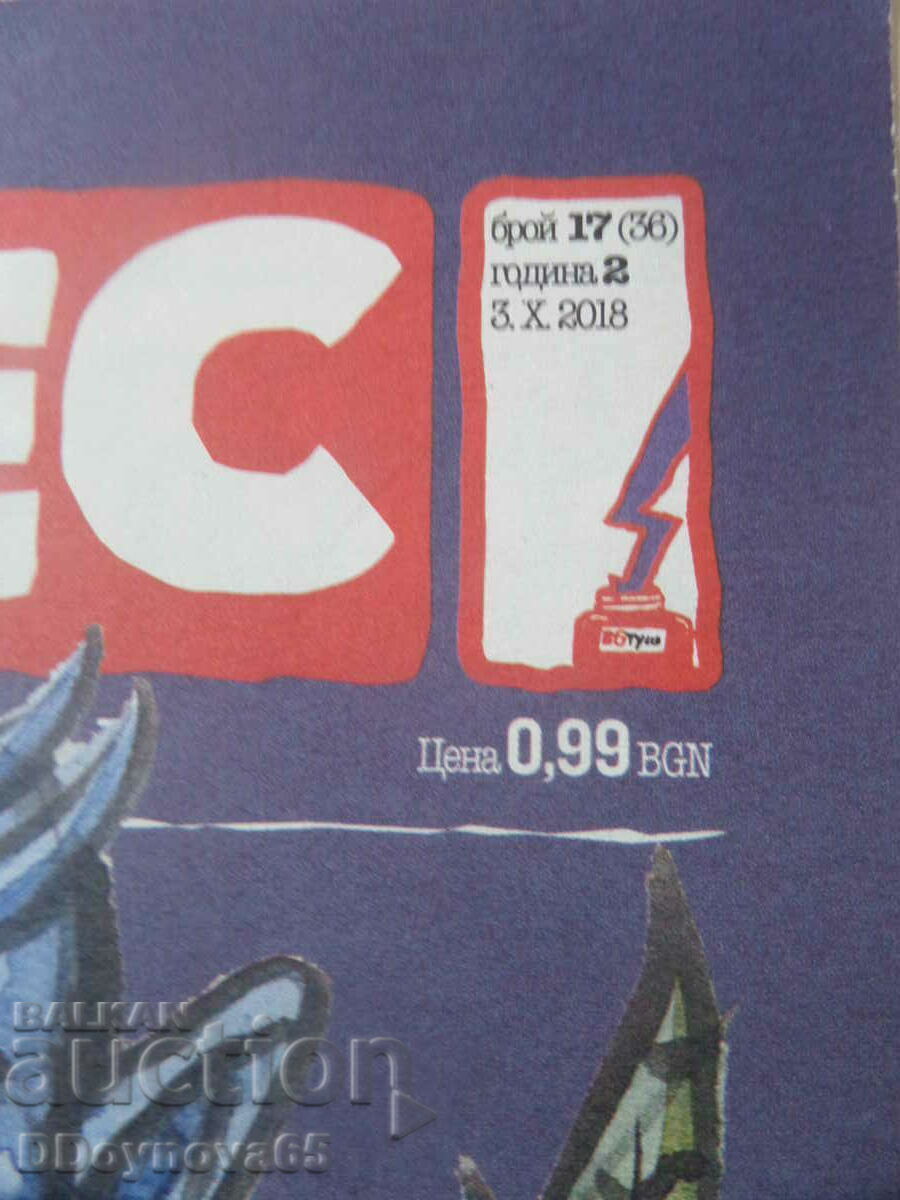 ЕС
брой 17 (36)
година 2
3. X. 2018
Цена 0,99 BGN
BALKAN
auction
DDoynova65